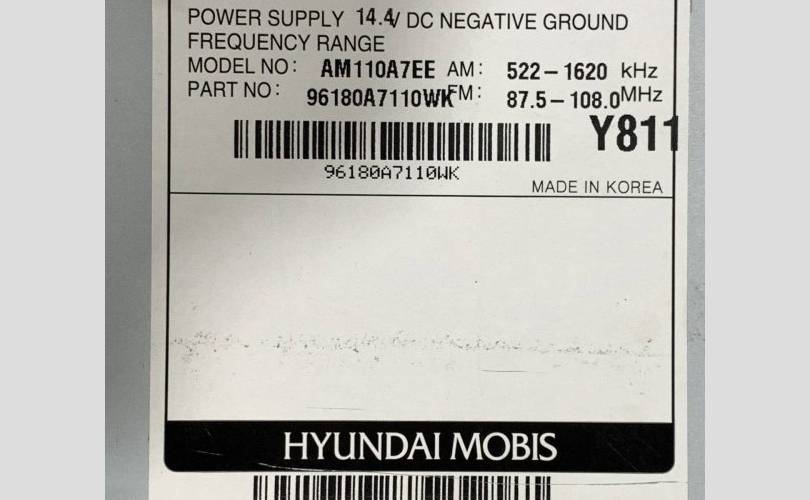 POWER SUPPLY 14.4V DC NEGATIVE GROUND
FREQUENCY RANGE
MODEL NO: AM110A7EE AM: 522-1620 kHz
PART NO: 96180A7110WK FM: 87.5-108.0 MHz
Y811
96180A7110WK
MADE IN KOREA
HYUNDAI MOBIS